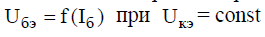 Uбэ = f(Iб) при Uкэ = const